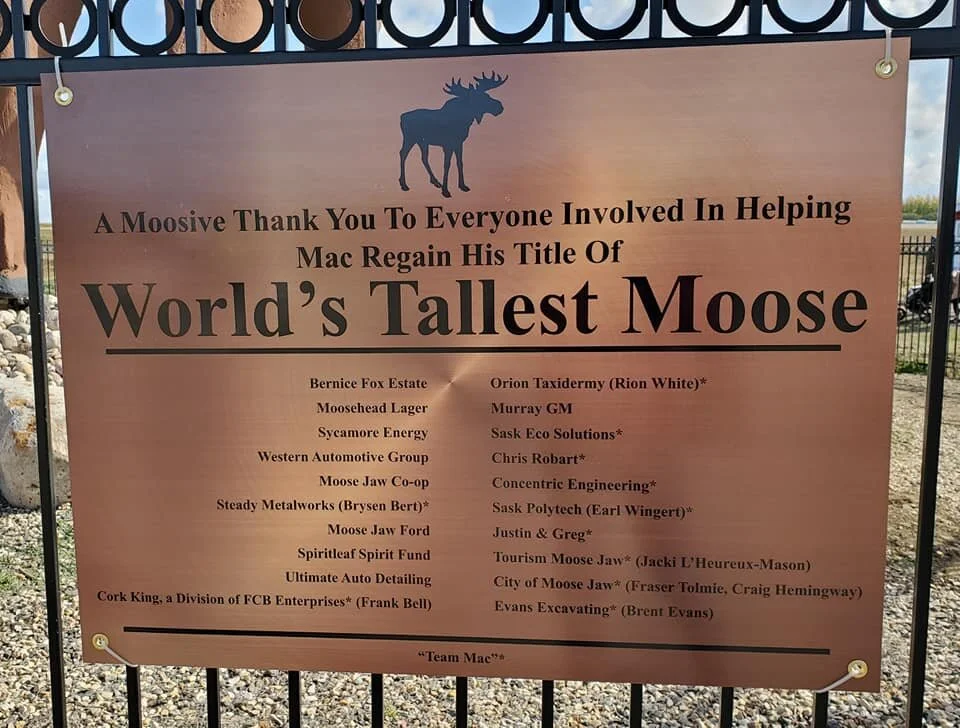 A Moosive Thank You To Everyone Involved In Helping
Mac Regain His Title Of
World's Tallest Moose
Bernice Fox Estate
Moosehead Lager
Sycamore Energy
Western Automotive Group
Moose Jaw Co-op
Steady Metalworks (Brysen Bert)*
Moose Jaw Ford
Spiritleaf Spirit Fund
Ultimate Auto Detailing
Cork King, a Division of FCB Enterprises* (Frank Bell)
Orion Taxidermy (Rion White)*
Murray GM
Sask Eco Solutions*
Chris Robart*
Concentric Engineering*
Sask Polytech (Earl Wingert)*
Justin & Greg*
Tourism Moose Jaw* (Jacki L'Heureux-Mason)
City of Moose Jaw* (Fraser Tolmie, Craig Hemingway)
Evans Excavating* (Brent Evans)
"Team Mac"*